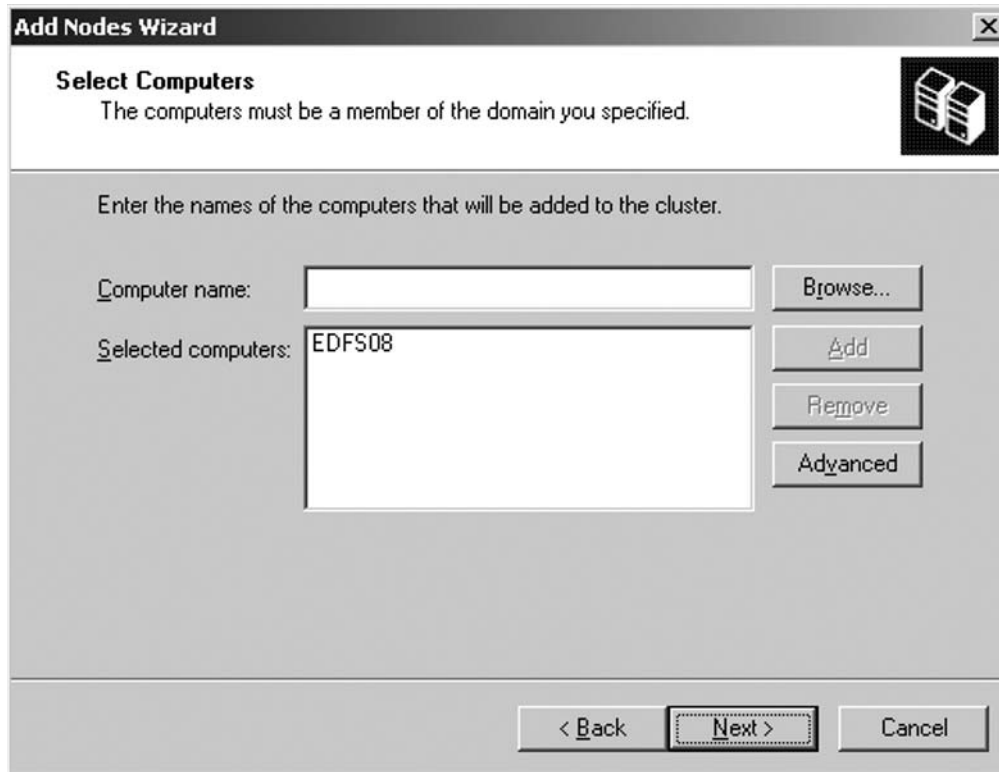 Add Nodes Wizard
Select Computers
The computers must be a member of the domain you specified.
Enter the names of the computers that will be added to the cluster.
Computer name:
Browse...
Selected computers:
EDFS08
Add
Remove
Advanced
< Back
Next >
Cancel